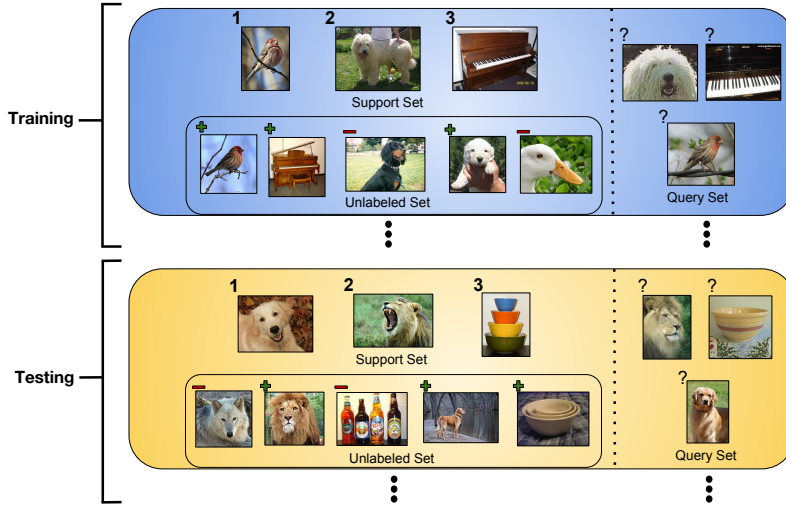 Training
1
2
3
Support Set
+
+
−
+
−
Unlabeled Set
?
?
?
Query Set
Testing
1
2
3
Support Set
−
+
−
+
+
Unlabeled Set
?
?
?
Query Set